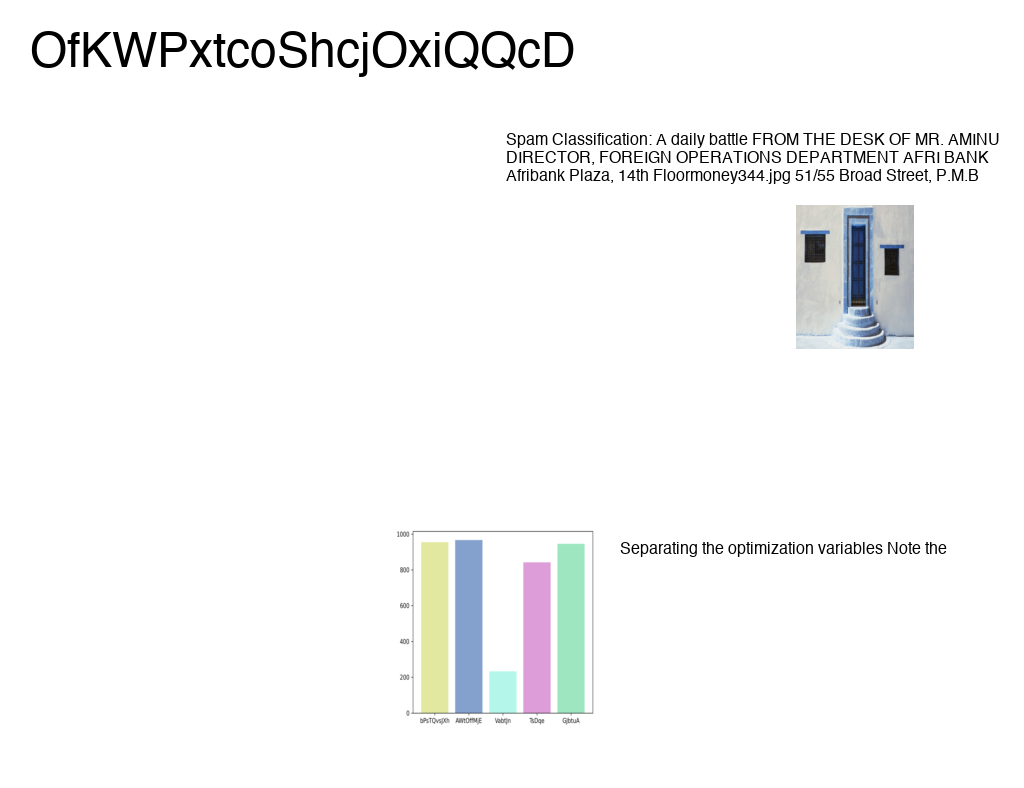 OfKWPxtcoShcjOxiQQcD
Spam Classification: A daily battle FROM THE DESK OF MR. AMINU
DIRECTOR, FOREIGN OPERATIONS DEPARTMENT AFRI BANK
Afribank Plaza, 14th Floormoney344.jpg 51/55 Broad Street, P.M.B
Separating the optimization variables Note the
1000
800
600
400
200
0
bPsTQvsJXh AWtOffMjE VabtJn TsDqe GjbtuA